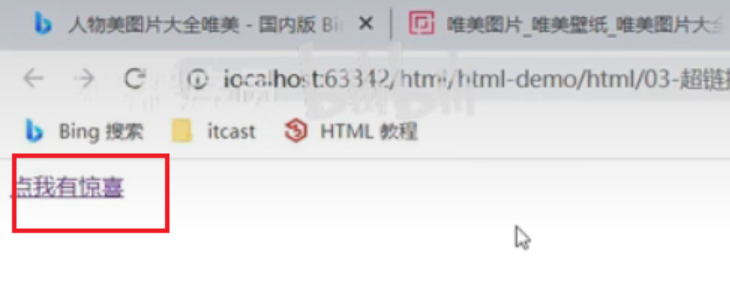 人物美图片大全唯美 - 国内版 Bi
唯美图片_唯美壁纸_唯美图片大全
localhost:63342/html/html-demo/html/03-超链接
Bing 搜索
itcast
HTML 教程
点我有惊喜